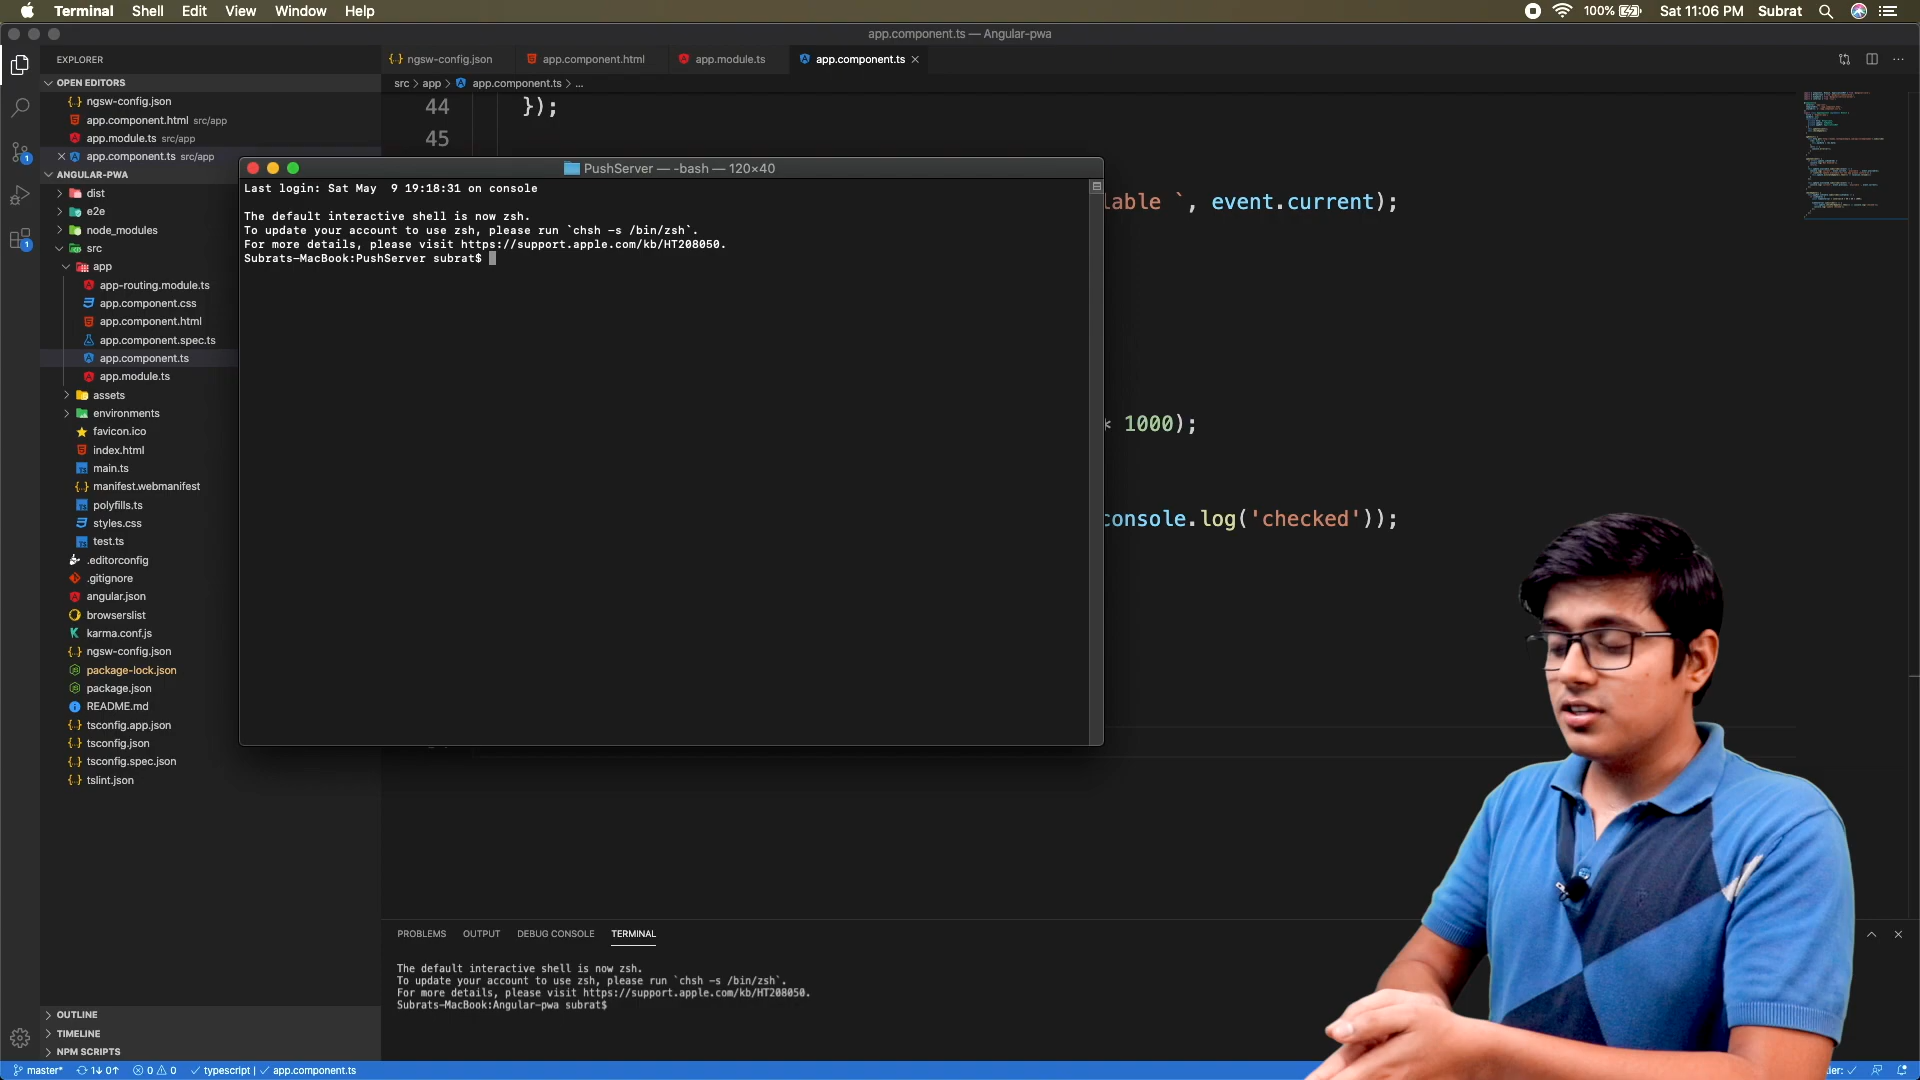 Terminal Shell Edit View Window Help
100% Sat 11:06 PM Subrat
app.component.ts — Angular-pwa
EXPLORER
OPEN EDITORS
ngsw-config.json
app.component.html src/app
app.module.ts src/app
app.component.ts src/app
ANGULAR-PWA
dist
e2e
node_modules
src
app
app-routing.module.ts
app.component.css
app.component.html
app.component.spec.ts
app.component.ts
app.module.ts
assets
environments
favicon.ico
index.html
main.ts
manifest.webmanifest
polyfills.ts
styles.css
test.ts
.editorconfig
.gitignore
angular.json
browserslist
karma.conf.js
ngsw-config.json
package-lock.json
package.json
README.md
tsconfig.app.json
tsconfig.json
tsconfig.spec.json
tslint.json
OUTLINE
TIMELINE
NPM SCRIPTS
ngsw-config.json app.component.html app.module.ts app.component.ts
src > app > app.component.ts > ...
44 });
45
lable `, event.current);
* 1000);
console.log('checked'));
PushServer — -bash — 120×40
Last login: Sat May 9 19:18:31 on console
The default interactive shell is now zsh.
To update your account to use zsh, please run `chsh -s /bin/zsh`.
For more details, please visit https://support.apple.com/kb/HT208050.
Subrats-MacBook:PushServer subrat$
PROBLEMS OUTPUT DEBUG CONSOLE TERMINAL
The default interactive shell is now zsh.
To update your account to use zsh, please run `chsh -s /bin/zsh`.
For more details, please visit https://support.apple.com/kb/HT208050.
Subrats-MacBook:Angular-pwa subrat$
master* 1↓ 0↑ 0 0 typescript | app.component.ts